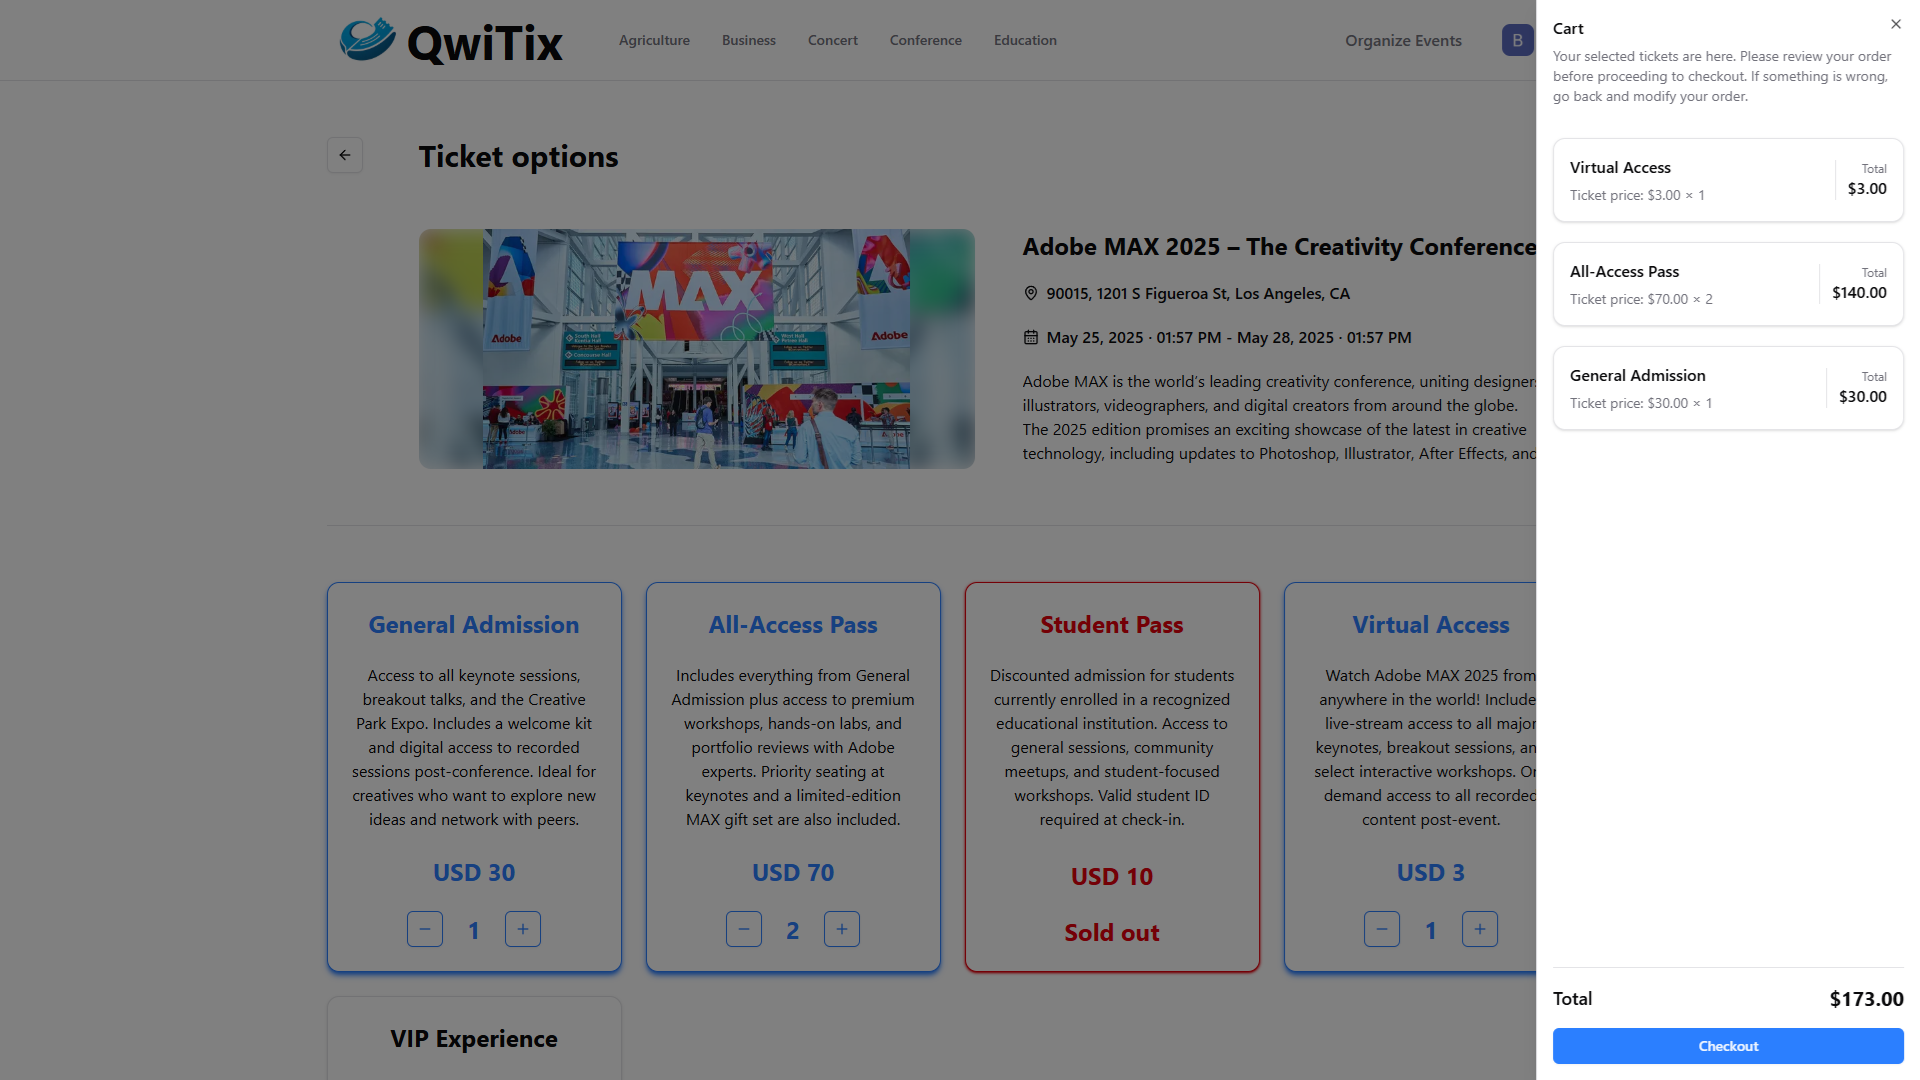 QwiTix
Agriculture
Business
Concert
Conference
Education
Organize Events
B
Ticket options
MAX
Adobe
Adobe
Adobe MAX 2025 – The Creativity Conference
90015, 1201 S Figueroa St, Los Angeles, CA
May 25, 2025 · 01:57 PM - May 28, 2025 · 01:57 PM
Adobe MAX is the world's leading creativity conference, uniting designers
illustrators, videographers, and digital creators from around the globe.
The 2025 edition promises an exciting showcase of the latest in creative
technology, including updates to Photoshop, Illustrator, After Effects, and
General Admission
Access to all keynote sessions,
breakout talks, and the Creative
Park Expo. Includes a welcome kit
and digital access to recorded
sessions post-conference. Ideal for
creatives who want to explore new
ideas and network with peers.
USD 30
− 1 +
All-Access Pass
Includes everything from General
Admission plus access to premium
workshops, hands-on labs, and
portfolio reviews with Adobe
experts. Priority seating at
keynotes and a limited-edition
MAX gift set are also included.
USD 70
− 2 +
Student Pass
Discounted admission for students
currently enrolled in a recognized
educational institution. Access to
general sessions, community
meetups, and student-focused
workshops. Valid student ID
required at check-in.
USD 10
Sold out
Virtual Access
Watch Adobe MAX 2025 from
anywhere in the world! Include
live-stream access to all major
keynotes, breakout sessions, an
select interactive workshops. On
demand access to all recorded
content post-event.
USD 3
− 1 +
VIP Experience
Cart
Your selected tickets are here. Please review your order
before proceeding to checkout. If something is wrong,
go back and modify your order.
Virtual Access
Ticket price: $3.00 × 1
Total
$3.00
All-Access Pass
Ticket price: $70.00 × 2
Total
$140.00
General Admission
Ticket price: $30.00 × 1
Total
$30.00
Total
$173.00
Checkout